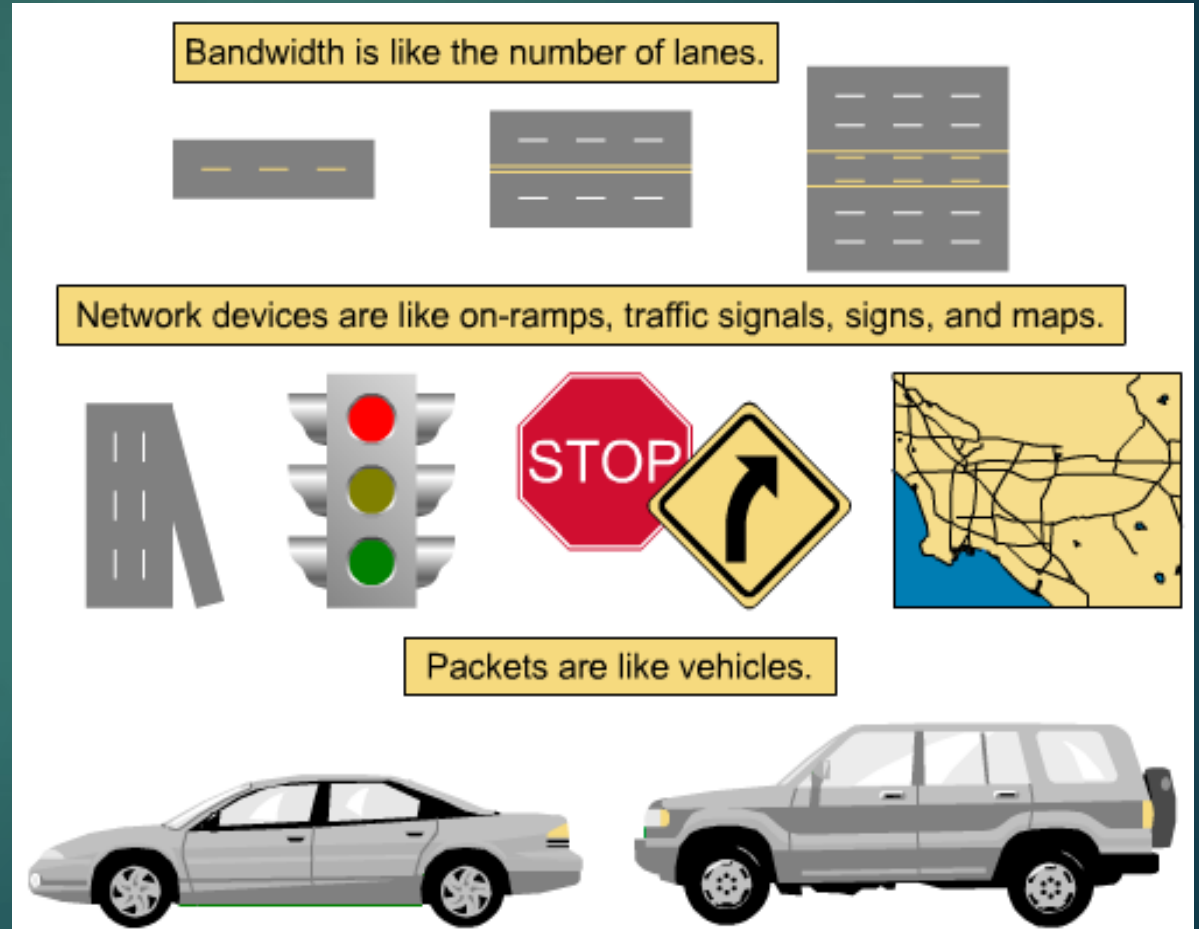 Bandwidth is like the number of lanes.
Network devices are like on-ramps, traffic signals, signs, and maps.
STOP
Packets are like vehicles.